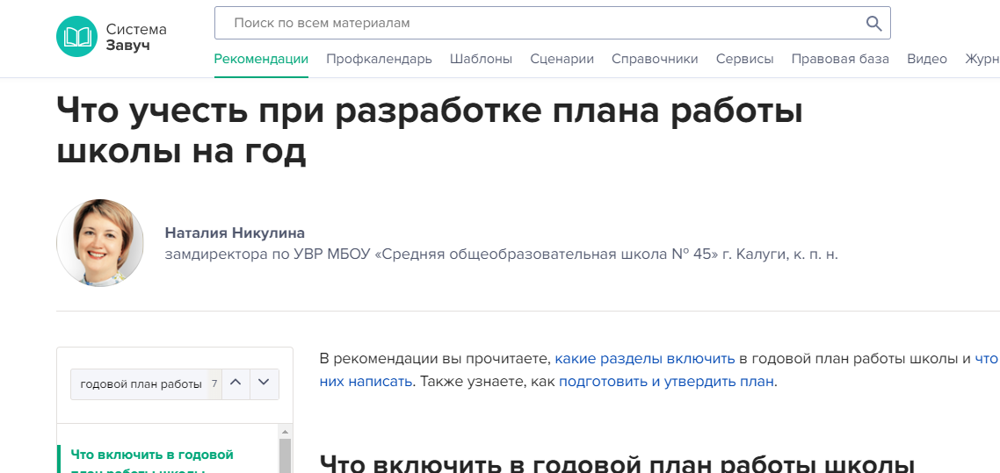 Система
Завуч
Поиск по всем материалам
Рекомендации Профкалендарь Шаблоны Сценарии Справочники Сервисы Правовая база Видео Журн
Что учесть при разработке плана работы
школы на год
Наталия Никулина
замдиректора по УВР МБОУ «Средняя общеобразовательная школа № 45» г. Калуги, к. п. н.
годовой план работы 7
Что включить в годовой
план работы школы
В рекомендации вы прочитаете, какие разделы включить в годовой план работы школы и что
них написать. Также узнаете, как подготовить и утвердить план.
Что включить в годовой план работы школы